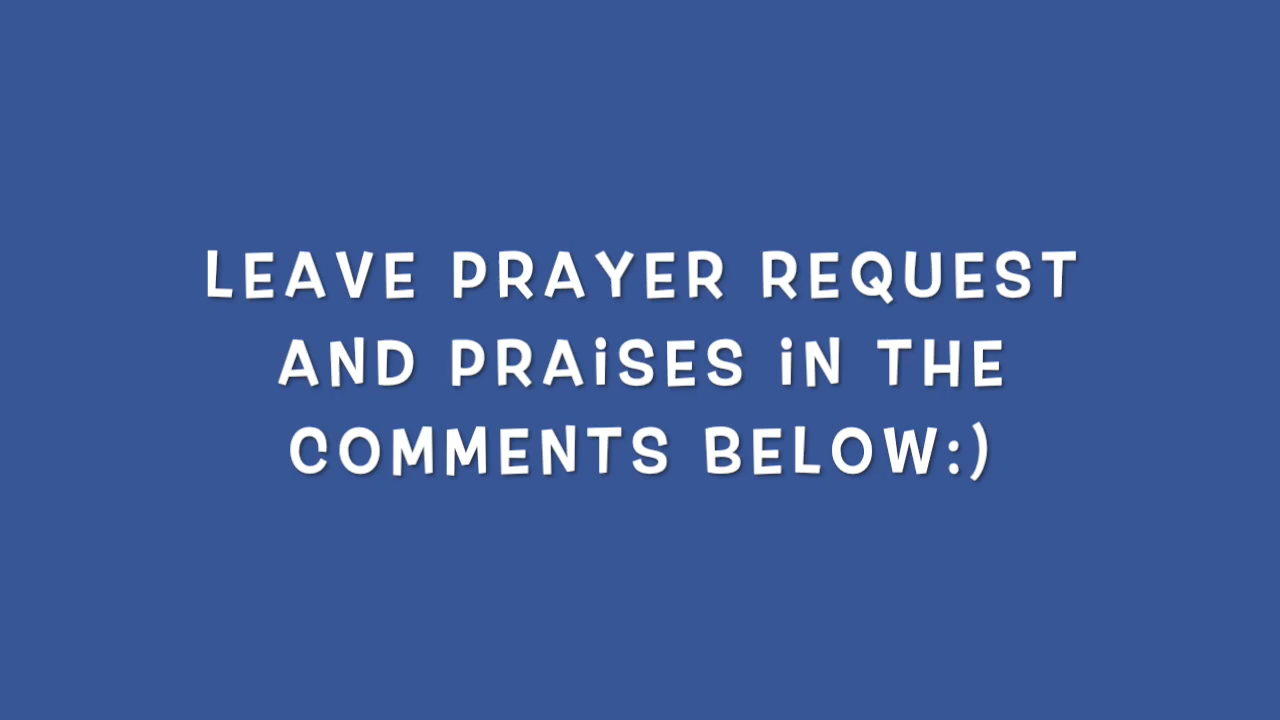 LEAVE PRAYER REQUEST
AND PRAiSES iN THE
COMMENTS BELOW:)